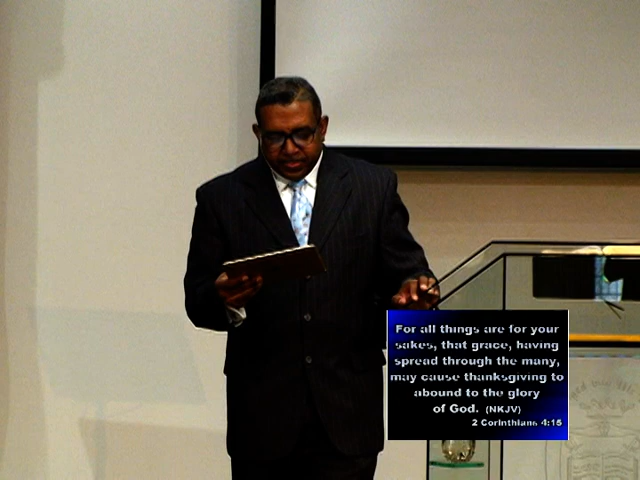 For all things are for your
sakes, that grace, having
spread through the many,
may cause thanksgiving to
abound to the glory
of God. (NKJV)
2 Corinthians 4:15